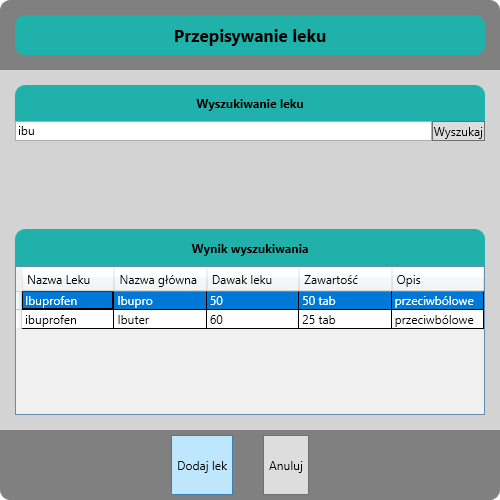 Przepisywanie leku
Wyszukiwanie leku
ibu Wyszukaj
Wynik wyszukiwania
Nazwa Leku Nazwa główna Dawak leku Zawartość Opis
Ibuprofen Ibupro 50 50 tab przeciwbólowe
ibuprofen Ibuter 60 25 tab przeciwbólowe
Dodaj lek Anuluj